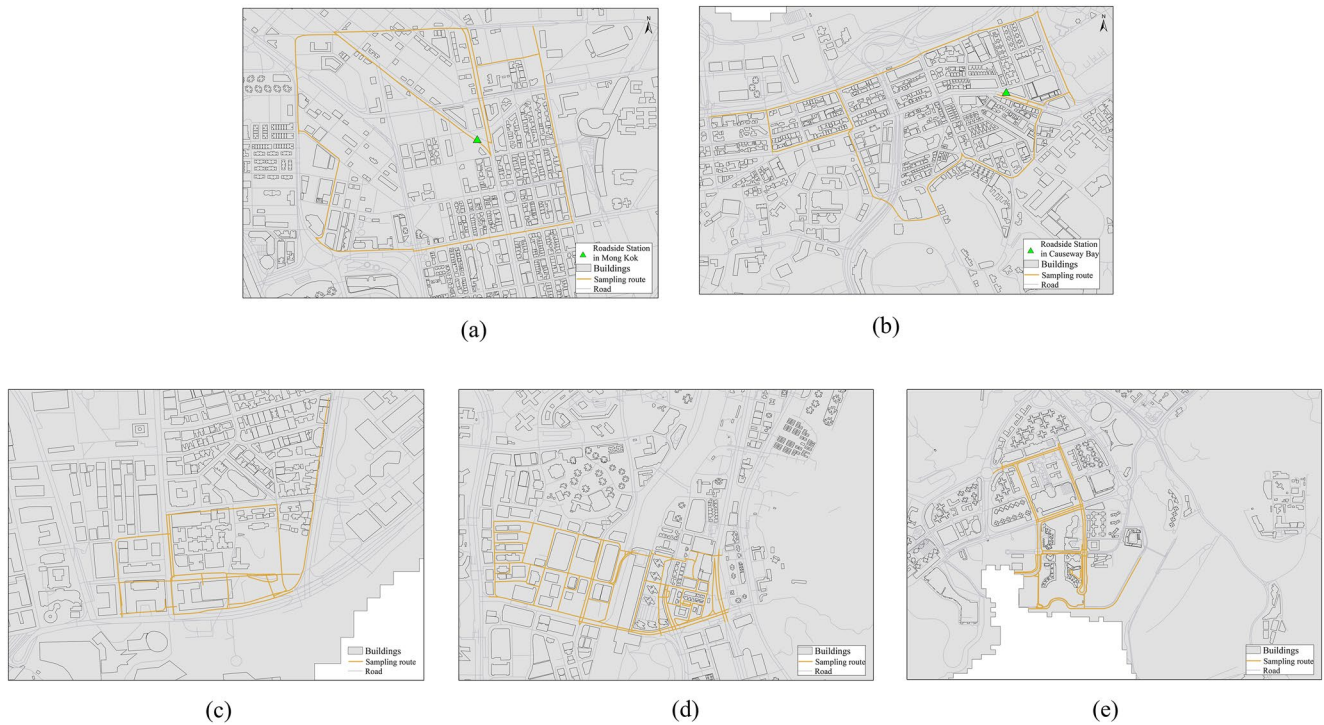 N
Roadside Station
in Mong Kok
Buildings
Sampling route
Road
(a)
N
Roadside Station
in Causeway Bay
Buildings
Sampling route
Road
(b)
Buildings
Sampling route
Road
(c)
Buildings
Sampling route
Road
(d)
Buildings
Sampling route
Road
(e)